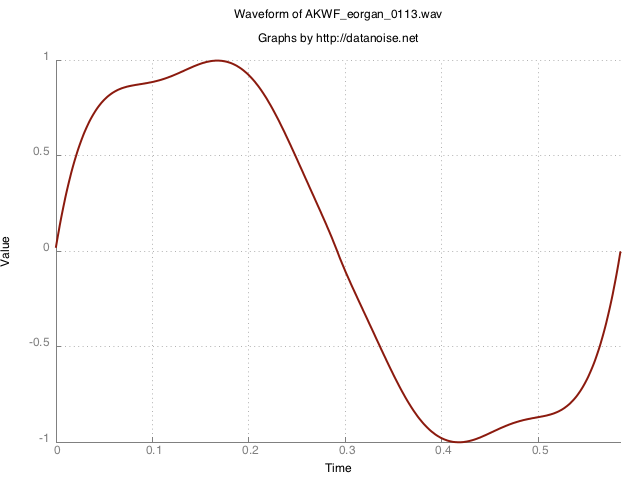 Waveform of AKWF_eorgan_0113.wav
Graphs by http://datanoise.net
1
0.5
0
-0.5
-1
Value
0
0.1
0.2
0.3
0.4
0.5
Time